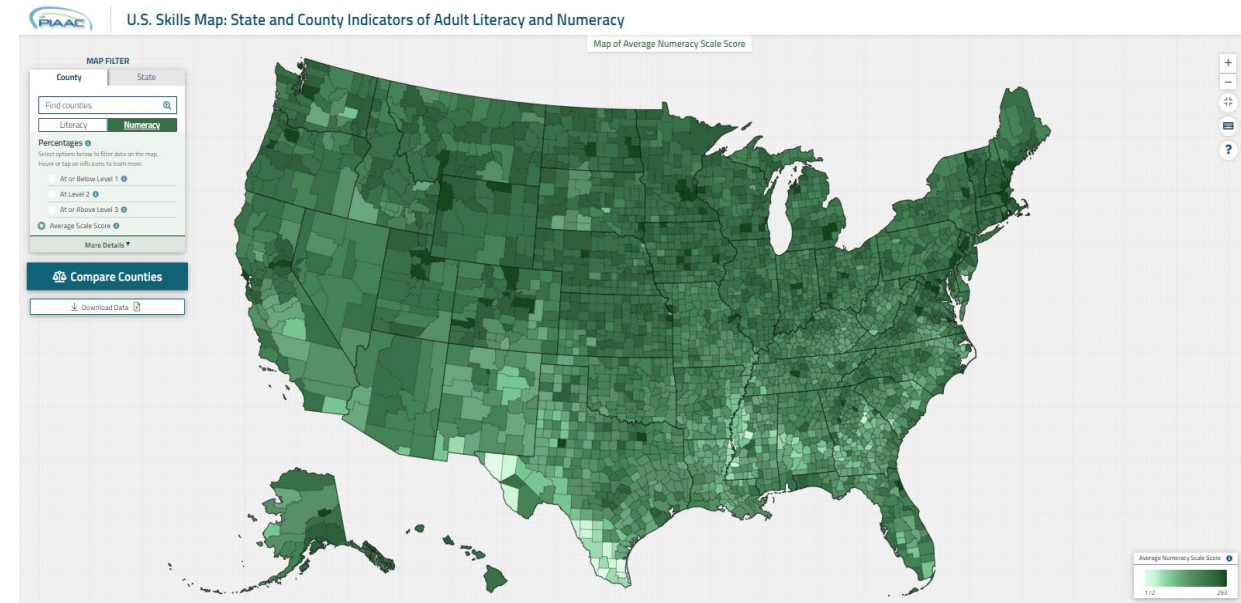 PIAAC
U.S. Skills Map: State and County Indicators of Adult Literacy and Numeracy
Map of Average Numeracy Scale Score
MAP FILTER
County State
Find counties
Literacy Numeracy
Percentages
Select options below to filter data on the map.
Hover or tap on info icons to learn more.
At or Below Level 1
At Level 2
At or Above Level 3
Average Scale Score
More Details
Compare Counties
Download Data
+
−
?
Average Numeracy Scale Score
172 293